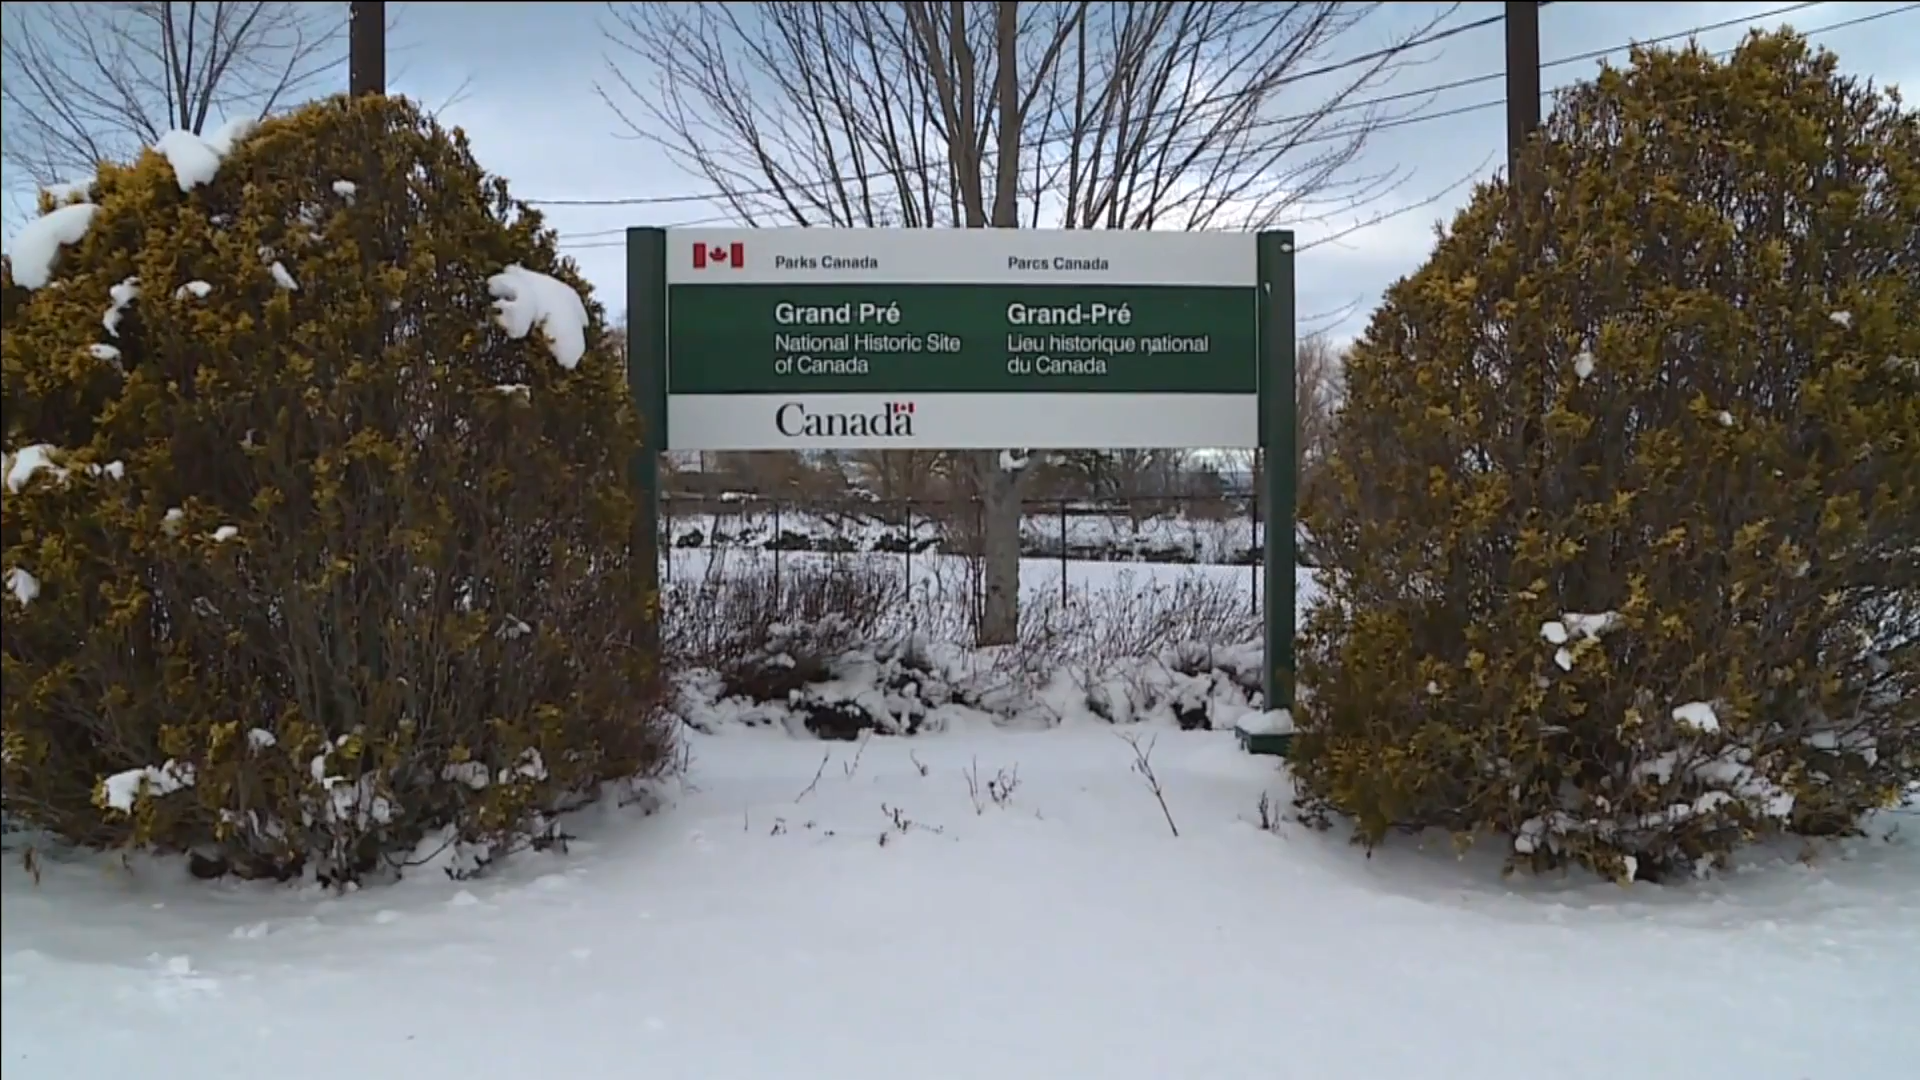 Parks Canada
Grand Pré
National Historic Site
of Canada
Parcs Canada
Grand-Pré
Lieu historique national
du Canada
Canada